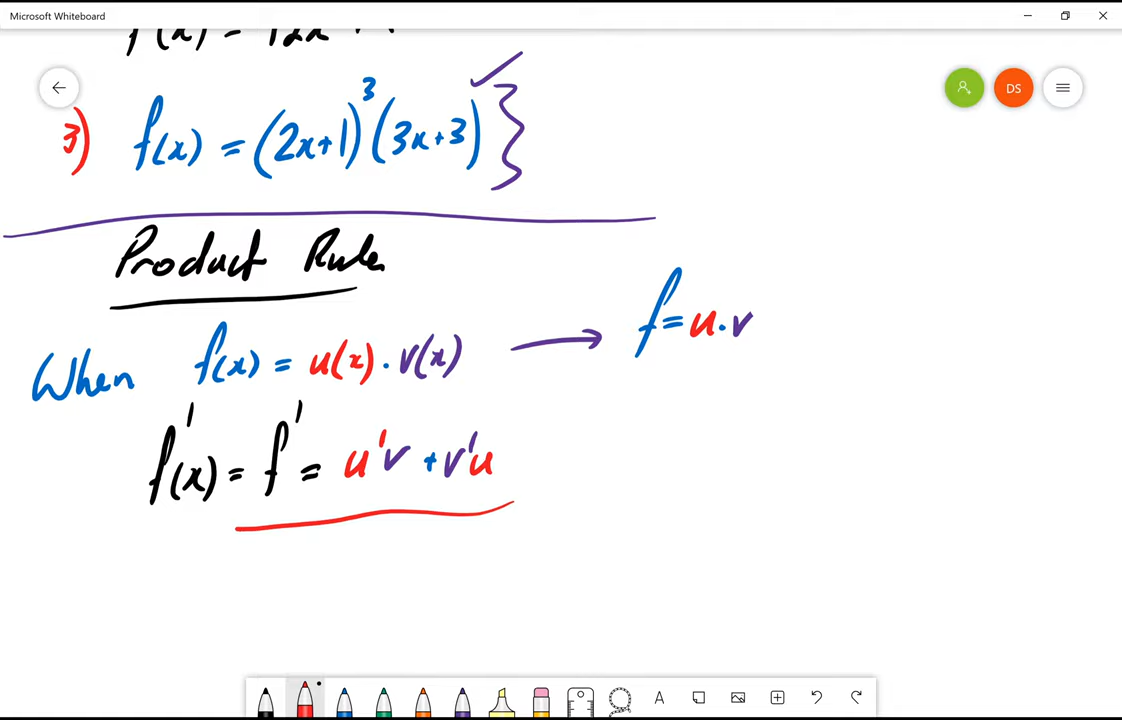 Microsoft Whiteboard
3) f(x) = (2x+1)³(3x+3)
DS
Product Rule
When f(x) = u(x) · v(x) → f = u · v
f'(x) = f' = u'v + v'u
A